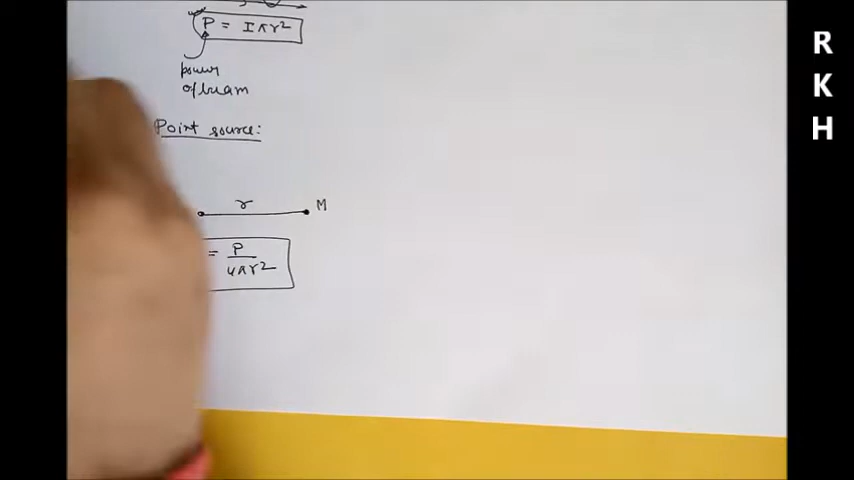 P = Iπr²
power
of beam
Point source:
r M
= P / 4πr²
R
K
H